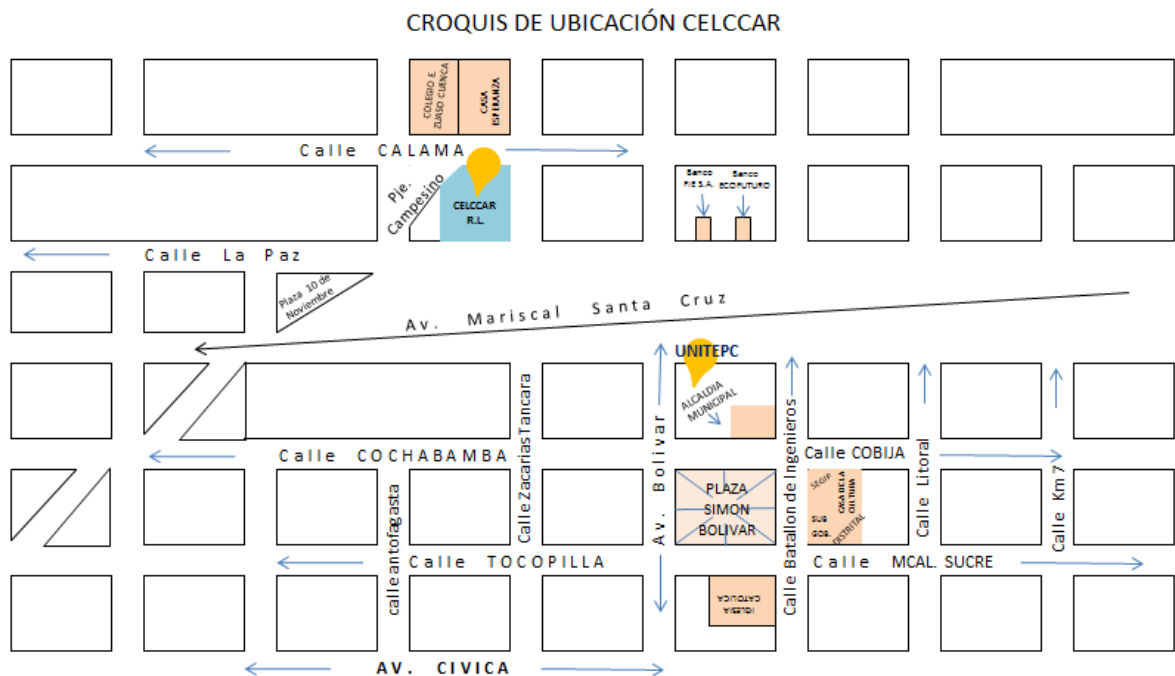 CROQUIS DE UBICACIÓN CELCCAR
COLEGIO E.
ZUASO CUENCA
CASA
ESPERANZA
Calle CALAMA
Pje.
Campesino
CELCCAR
R.L.
Banco
FIE S.A.
Banco
ECOFUTURO
Calle La Paz
Plaza 10 de
Noviembre
Av. Mariscal Santa Cruz
UNITEPC
ALCALDIA
MUNICIPAL
Calle Zacarias Tancara
Av. Bolivar
Calle Batallon de Ingenieros
Calle Litoral
Calle Km 7
Calle COCHABAMBA
Calle COBIJA
PLAZA
SIMON
BOLIVAR
SEGIP
CASA DE LA
CULTURA
SUB
GOB.
DISTRITAL
calle antofagasta
Calle TOCOPILLA
Calle MCAL. SUCRE
IGLESIA
CATOLICA
AV. CIVICA